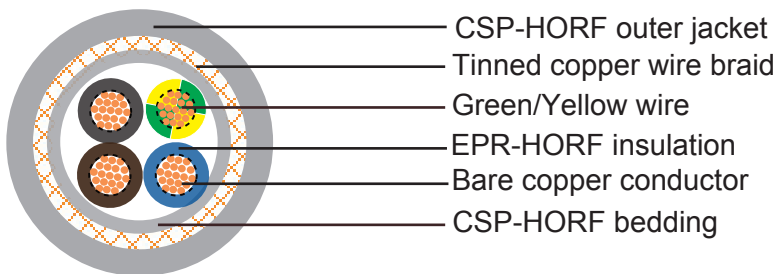 CSP-HORF outer jacket
Tinned copper wire braid
Green/Yellow wire
EPR-HORF insulation
Bare copper conductor
CSP-HORF bedding